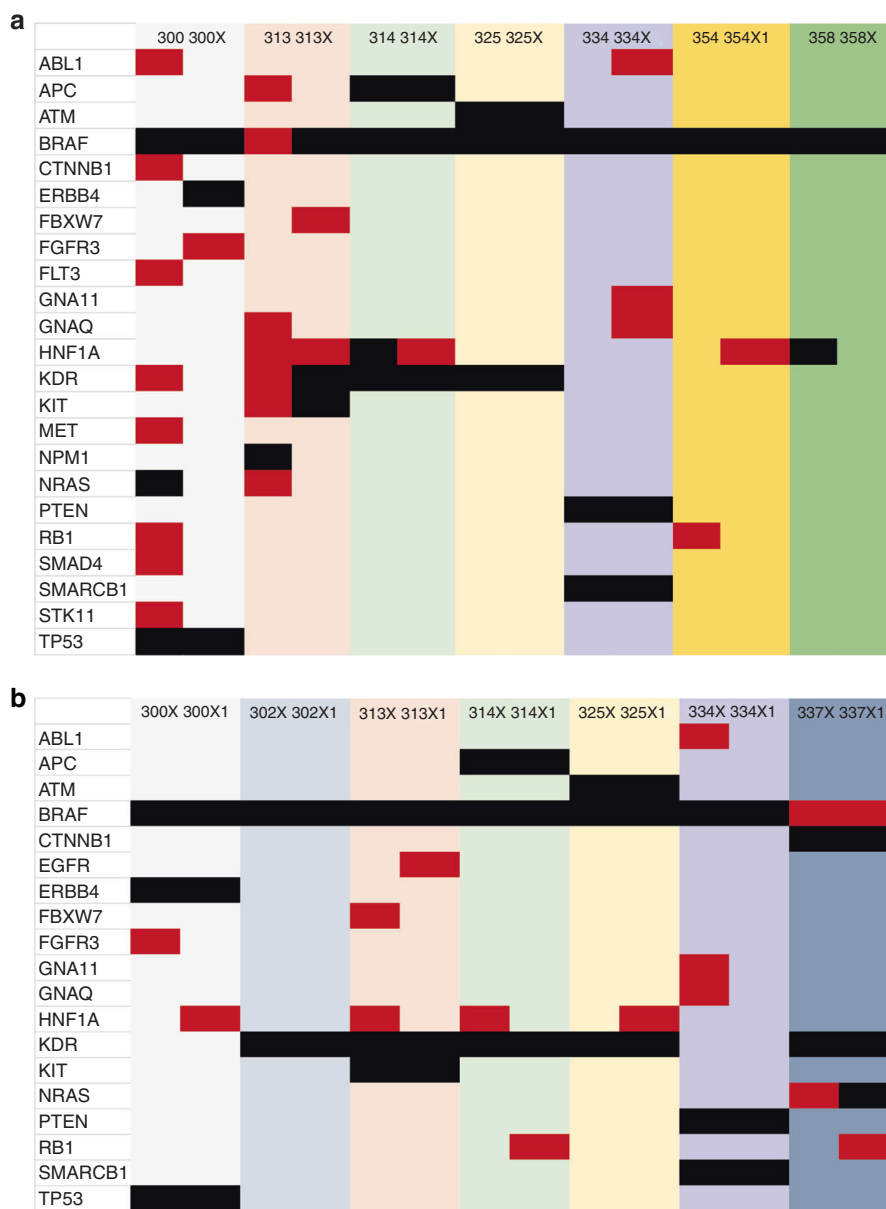 a
300 300X 313 313X 314 314X 325 325X 334 334X 354 354X1 358 358X
ABL1
APC
ATM
BRAF
CTNNB1
ERBB4
FBXW7
FGFR3
FLT3
GNA11
GNAQ
HNF1A
KDR
KIT
MET
NPM1
NRAS
PTEN
RB1
SMAD4
SMARCB1
STK11
TP53
b
300X 300X1 302X 302X1 313X 313X1 314X 314X1 325X 325X1 334X 334X1 337X 337X1
ABL1
APC
ATM
BRAF
CTNNB1
EGFR
ERBB4
FBXW7
FGFR3
GNA11
GNAQ
HNF1A
KDR
KIT
NRAS
PTEN
RB1
SMARCB1
TP53